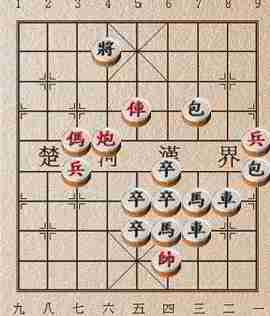 1 2 3 4 5 6 7 8 9
將
俥 包
傌 炮 兵
楚 河 漢 界
兵 卒 包
卒 卒 馬 車
卒 馬 車
帥
九 八 七 六 五 四 三 二 一